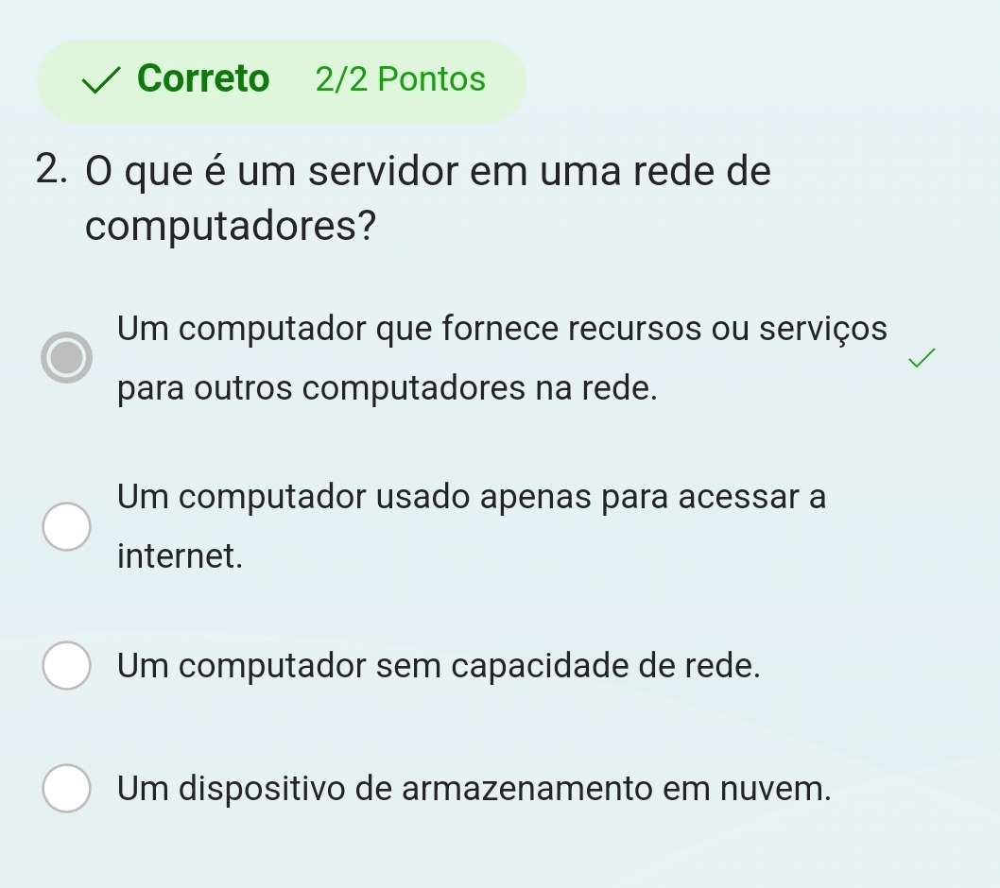 Correto 2/2 Pontos
2. O que é um servidor em uma rede de
computadores?
Um computador que fornece recursos ou serviços
para outros computadores na rede.
Um computador usado apenas para acessar a
internet.
Um computador sem capacidade de rede.
Um dispositivo de armazenamento em nuvem.